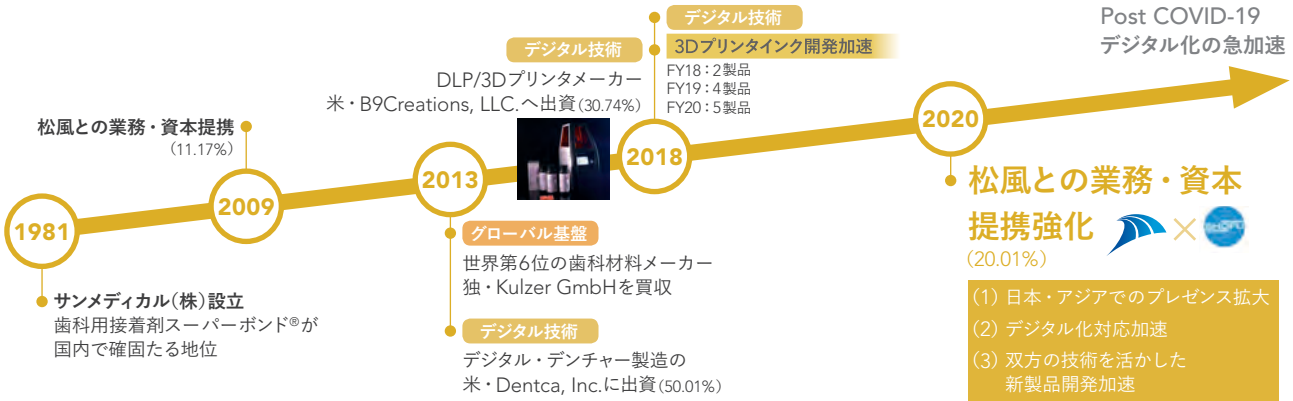 1981
サンメディカル(株)設立
歯科用接着剤スーパーボンド®が
国内で確固たる地位
松風との業務・資本提携
(11.17%)
2009
2013
グローバル基盤
世界第6位の歯科材料メーカー
独・Kulzer GmbHを買収
デジタル技術
デジタル・デンチャー製造の
米・Dentca, Inc.に出資(50.01%)
デジタル技術
DLP/3Dプリンタメーカー
米・B9Creations, LLC.へ出資(30.74%)
2018
デジタル技術
3Dプリンタインク開発加速
FY18:2製品
FY19:4製品
FY20:5製品
2020
松風との業務・資本
提携強化
×
(20.01%)
(1) 日本・アジアでのプレゼンス拡大
(2) デジタル化対応加速
(3) 双方の技術を活かした
新製品開発加速
Post COVID-19
デジタル化の急加速